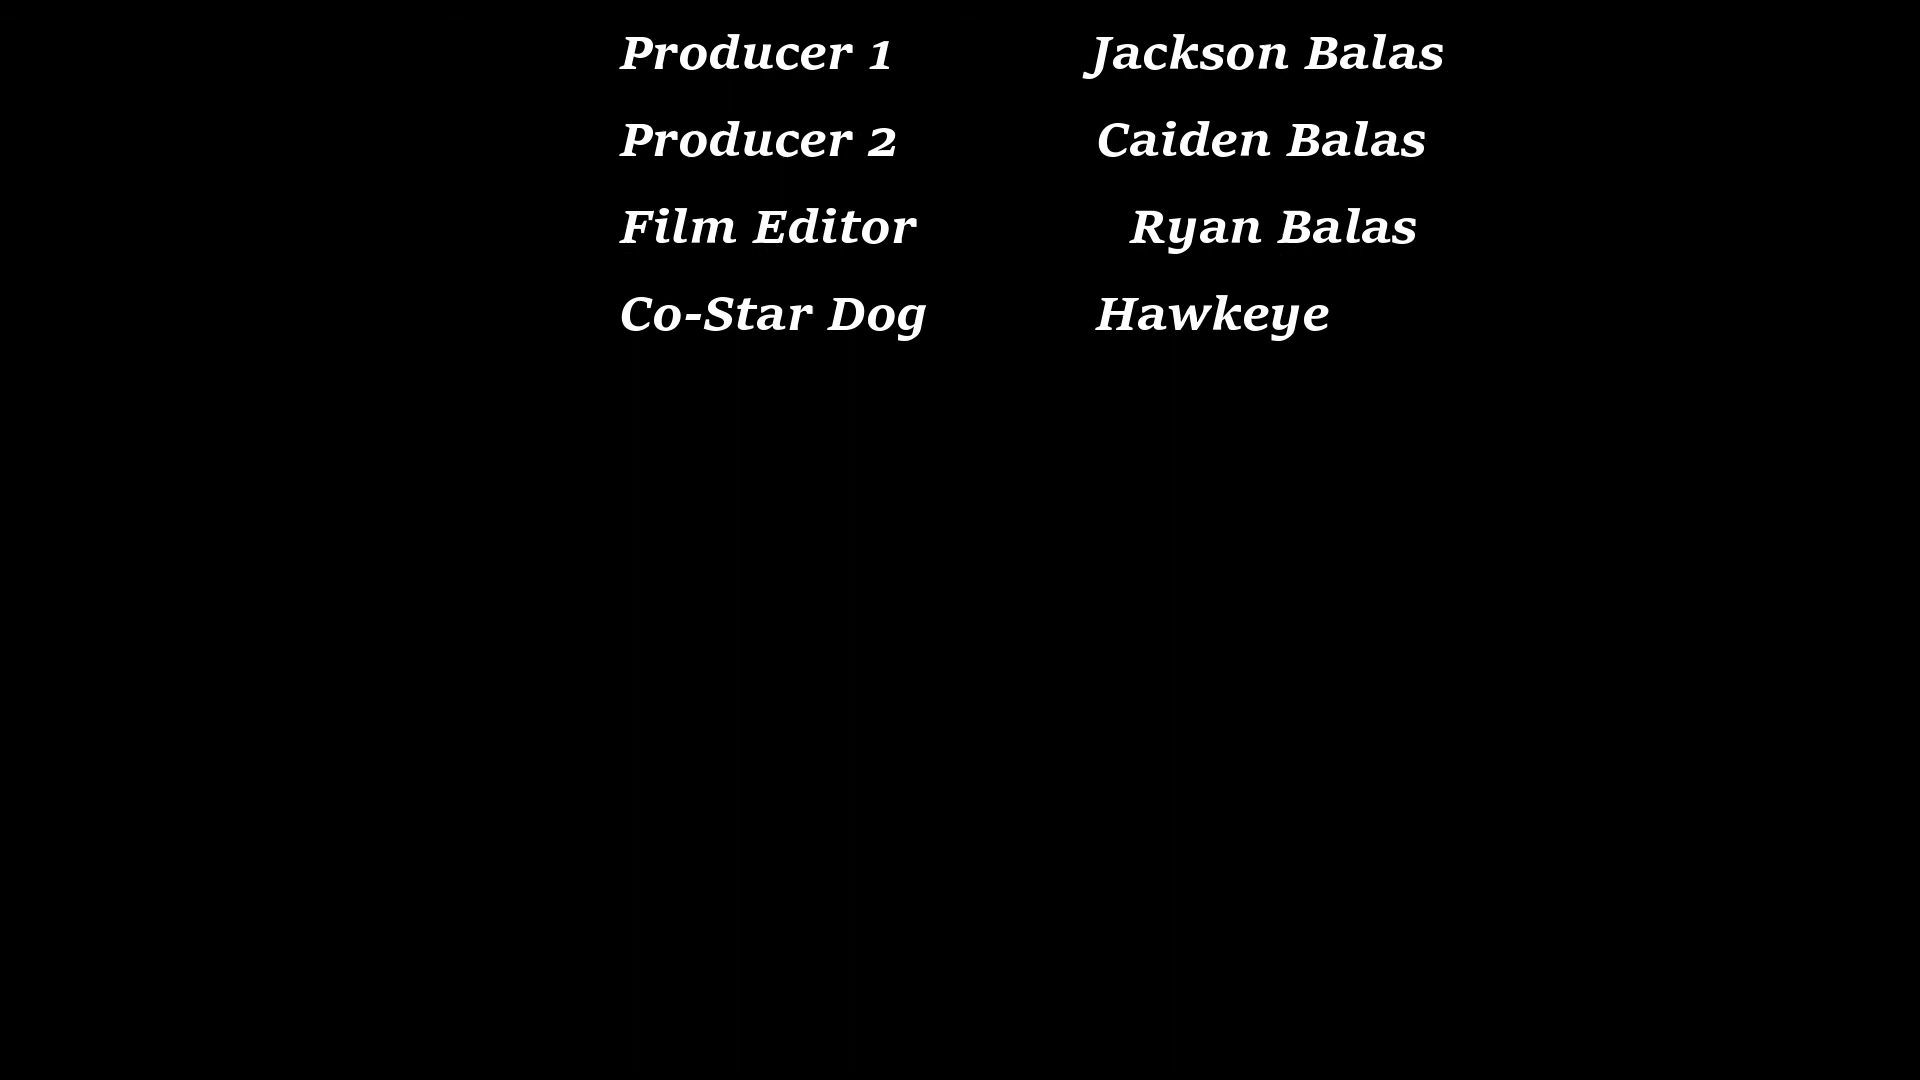 Producer 1 Jackson Balas
Producer 2 Caiden Balas
Film Editor Ryan Balas
Co-Star Dog Hawkeye